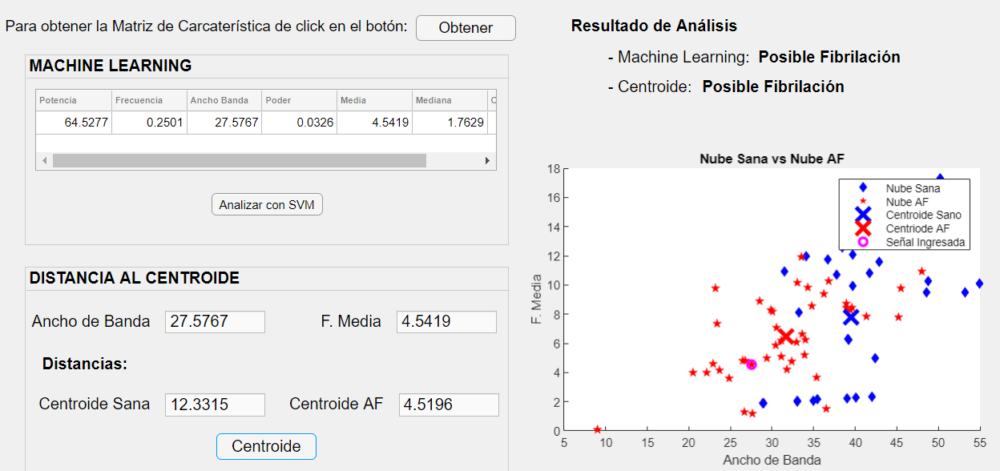 Para obtener la Matriz de Carcaterística de click en el botón: Obtener
MACHINE LEARNING
Potencia Frecuencia Ancho Banda Poder Media Mediana
64.5277 0.2501 27.5767 0.0326 4.5419 1.7629
Analizar con SVM
DISTANCIA AL CENTROIDE
Ancho de Banda 27.5767 F. Media 4.5419
Distancias:
Centroide Sana 12.3315 Centroide AF 4.5196
Centroide
Resultado de Análisis
- Machine Learning: Posible Fibrilación
- Centroide: Posible Fibrilación
Nube Sana vs Nube AF
18
16
14
12
10
8
6
4
2
0
F. Media
Nube Sana
Nube AF
Centroide Sano
Centriode AF
Señal Ingresada
5 10 15 20 25 30 35 40 45 50 55
Ancho de Banda